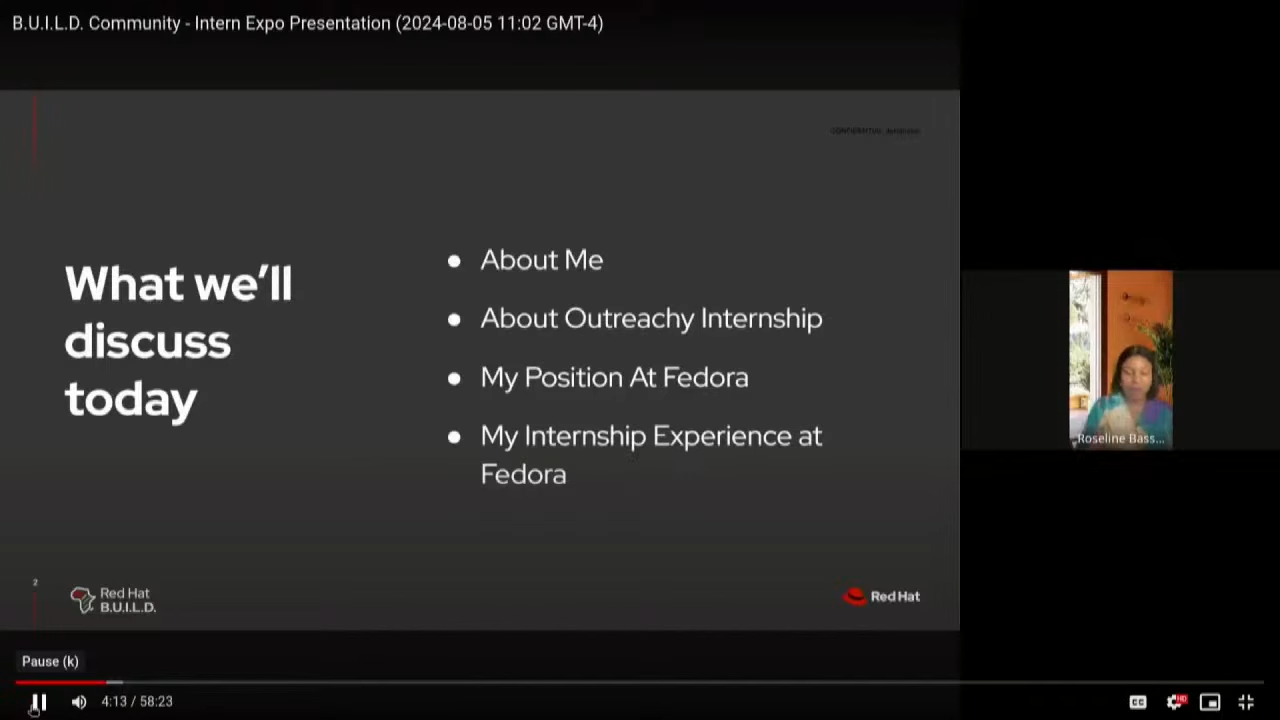 B.U.I.L.D. Community - Intern Expo Presentation (2024-08-05 11:02 GMT-4)
What we’ll
discuss
today
● About Me
● About Outreachy Internship
● My Position At Fedora
● My Internship Experience at
Fedora
Roseline Bass...
2
Red Hat
B.U.I.L.D.
Red Hat
Pause (k)
4:13 / 58:23
CC
HD